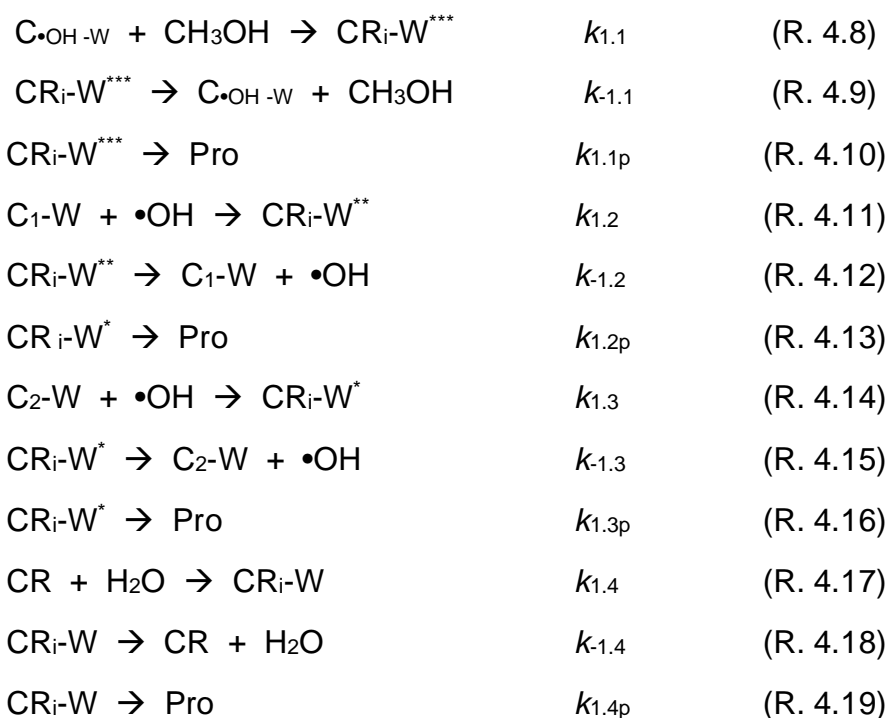 C•OH -W + CH3OH → CRi-W*** k1.1 (R. 4.8)
CRi-W*** → C•OH -W + CH3OH k-1.1 (R. 4.9)
CRi-W*** → Pro k1.1p (R. 4.10)
C1-W + •OH → CRi-W** k1.2 (R. 4.11)
CRi-W** → C1-W + •OH k-1.2 (R. 4.12)
CR i-W* → Pro k1.2p (R. 4.13)
C2-W + •OH → CRi-W* k1.3 (R. 4.14)
CRi-W* → C2-W + •OH k-1.3 (R. 4.15)
CRi-W* → Pro k1.3p (R. 4.16)
CR + H2O → CRi-W k1.4 (R. 4.17)
CRi-W → CR + H2O k-1.4 (R. 4.18)
CRi-W → Pro k1.4p (R. 4.19)